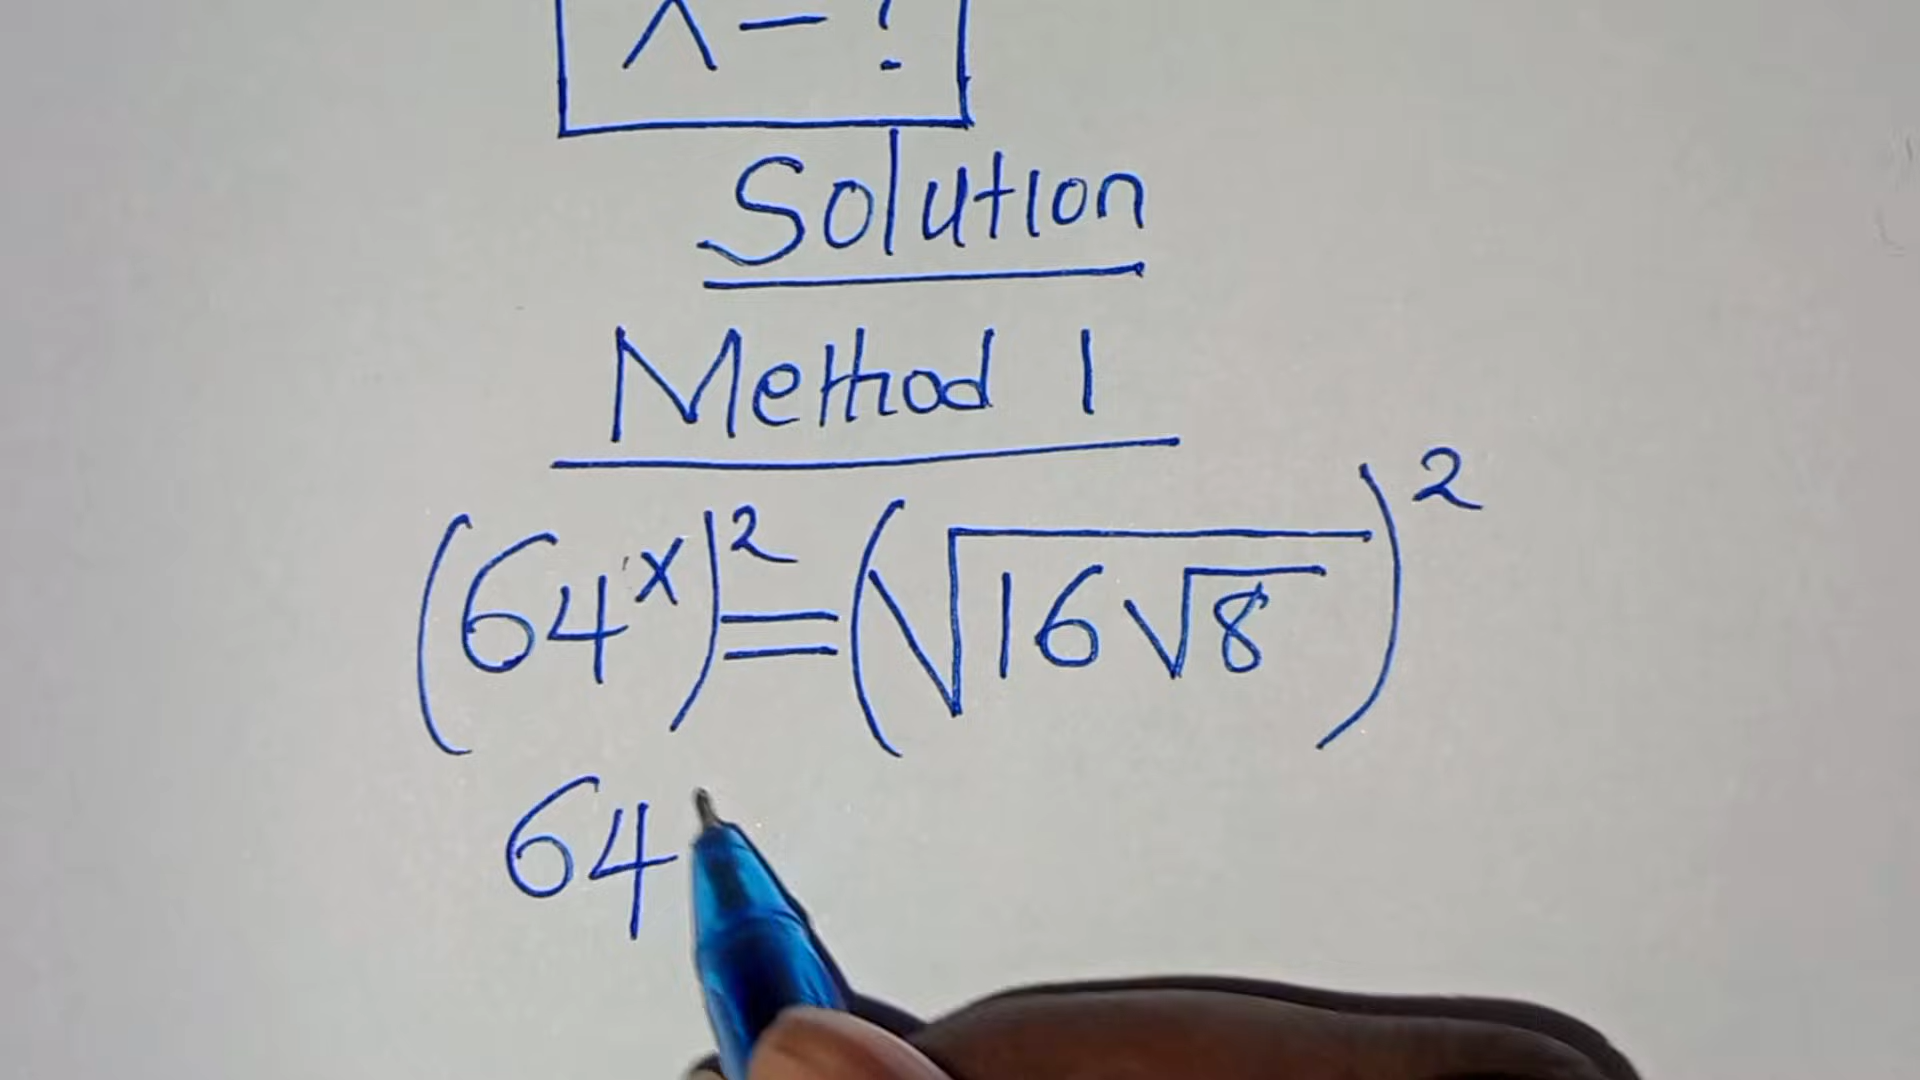 X = ?
Solution
Method 1
(64^x)^2 = (√(16√8))^2
64